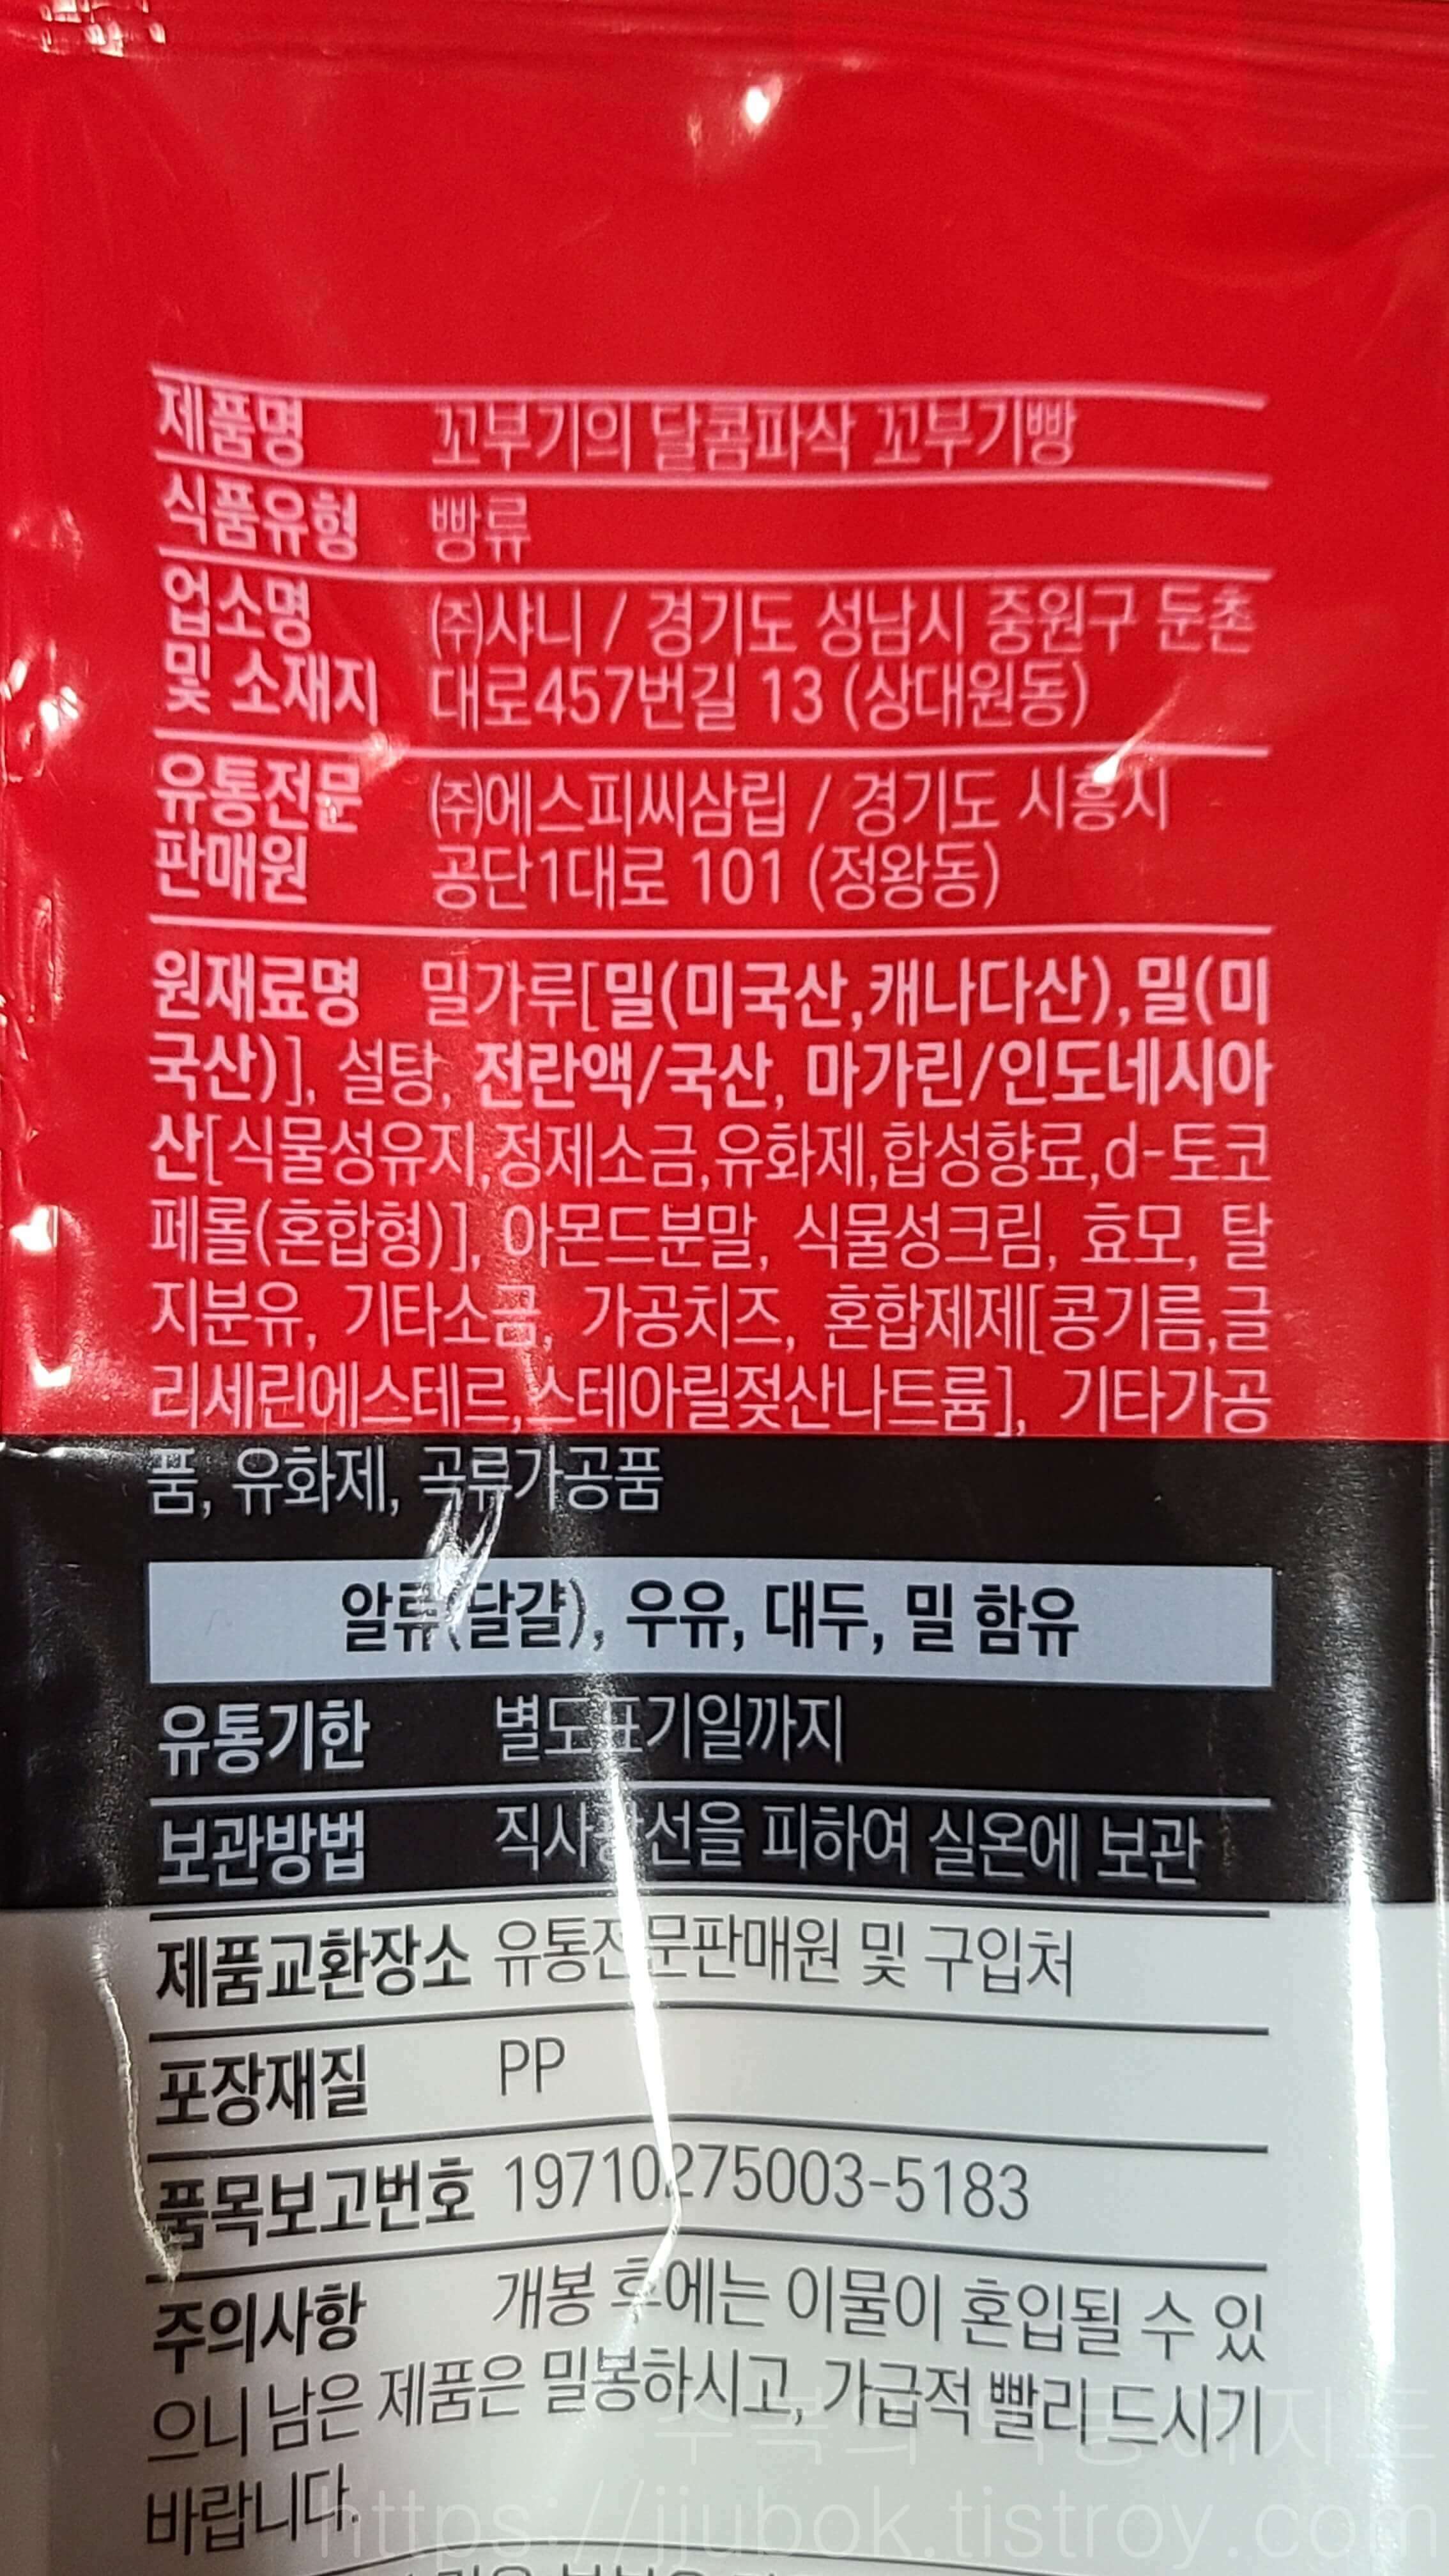 제품명 꼬부기의 달콤파삭 꼬부기빵
식품유형 빵류
업소명 및 소재지 (주)샤니 / 경기도 성남시 중원구 둔촌
대로457번길 13 (상대원동)
유통전문 판매원 (주)에스피씨삼립 / 경기도 시흥시
공단1대로 101 (정왕동)
원재료명 밀가루[밀(미국산,캐나다산),밀(미
국산)], 설탕, 전란액/국산, 마가린/인도네시아
산[식물성유지,정제소금,유화제,합성향료,d-토코
페롤(혼합형)], 아몬드분말, 식물성크림, 효모, 탈
지분유, 기타소금, 가공치즈, 혼합제제[콩기름,글
리세린에스테르,스테아릴젖산나트륨], 기타가공
품, 유화제, 곡류가공품
알류(달걀), 우유, 대두, 밀 함유
유통기한 별도표기일까지
보관방법 직사광선을 피하여 실온에 보관
제품교환장소 유통전문판매원 및 구입처
포장재질 PP
품목보고번호 19710275003-5183
주의사항 개봉 후에는 이물이 혼입될 수 있
으니 남은 제품은 밀봉하시고, 가급적 빨리 드시기
바랍니다.
https://jjubok.tistroy.com